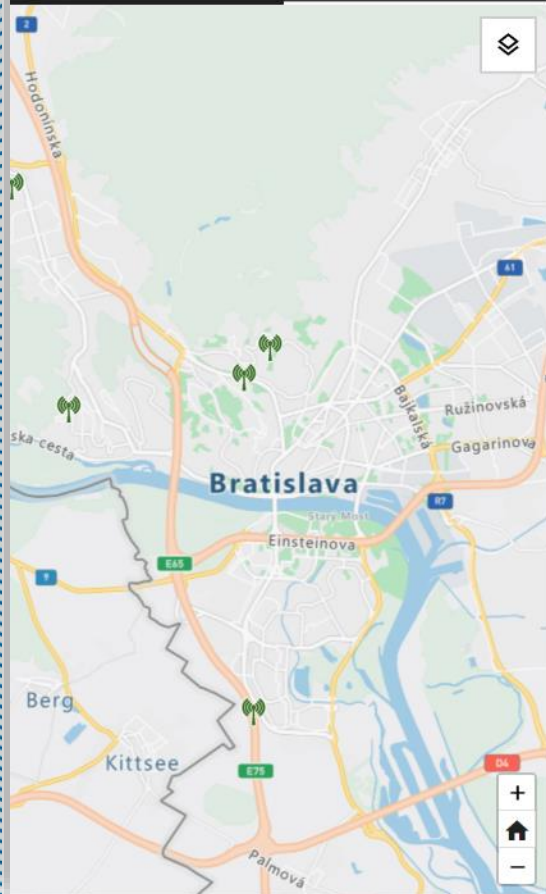 2
Hodonínska
61
Bajkalská
Ružinovská
Gagarinova
ska cesta
Bratislava
R7
Starý Most
Einsteinova
E65
9
Berg
Kittsee
E75
D4
+
−
Palmová